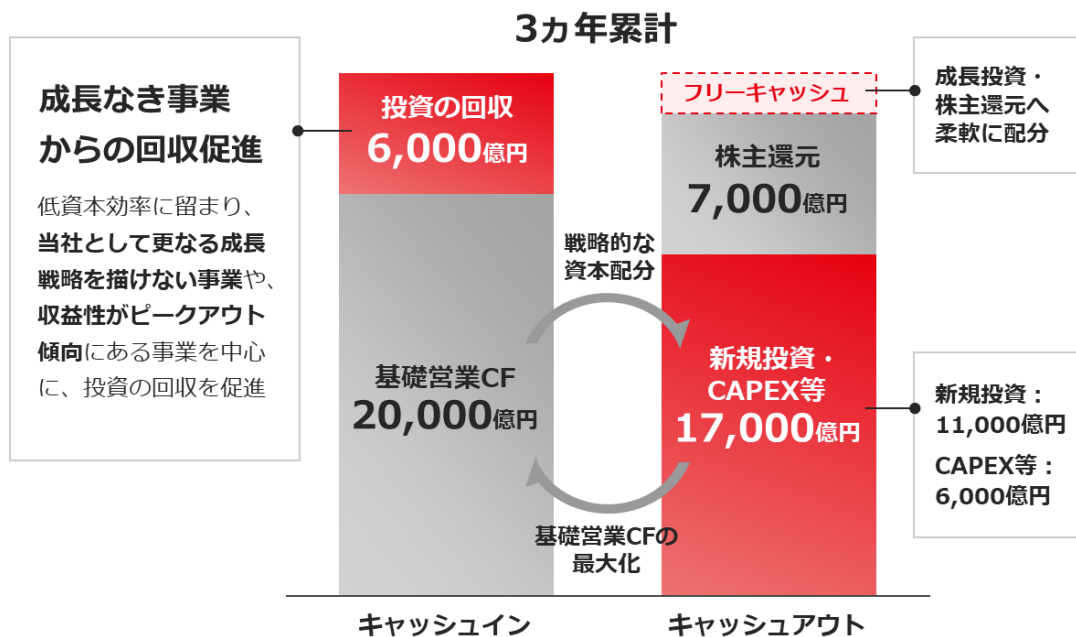 3ヵ年累計
成長なき事業
からの回収促進
低資本効率に留まり、
当社として更なる成長
戦略を描けない事業や、
収益性がピークアウト
傾向にある事業を中心
に、投資の回収を促進
投資の回収
6,000億円
基礎営業CF
20,000億円
キャッシュイン
戦略的な
資本配分
基礎営業CFの
最大化
フリーキャッシュ
株主還元
7,000億円
新規投資・
CAPEX等
17,000億円
キャッシュアウト
成長投資・
株主還元へ
柔軟に配分
新規投資：
11,000億円
CAPEX等：
6,000億円